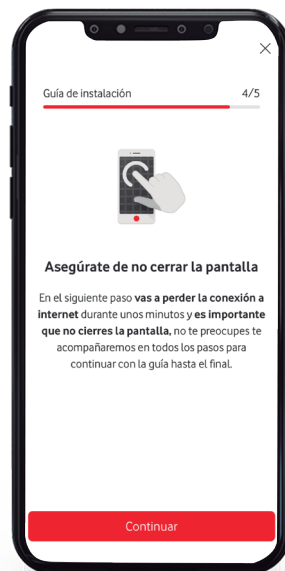 Guía de instalación 4/5
Asegúrate de no cerrar la pantalla
En el siguiente paso vas a perder la conexión a
internet durante unos minutos y es importante
que no cierres la pantalla, no te preocupes te
acompañaremos en todos los pasos para
continuar con la guía hasta el final.
Continuar